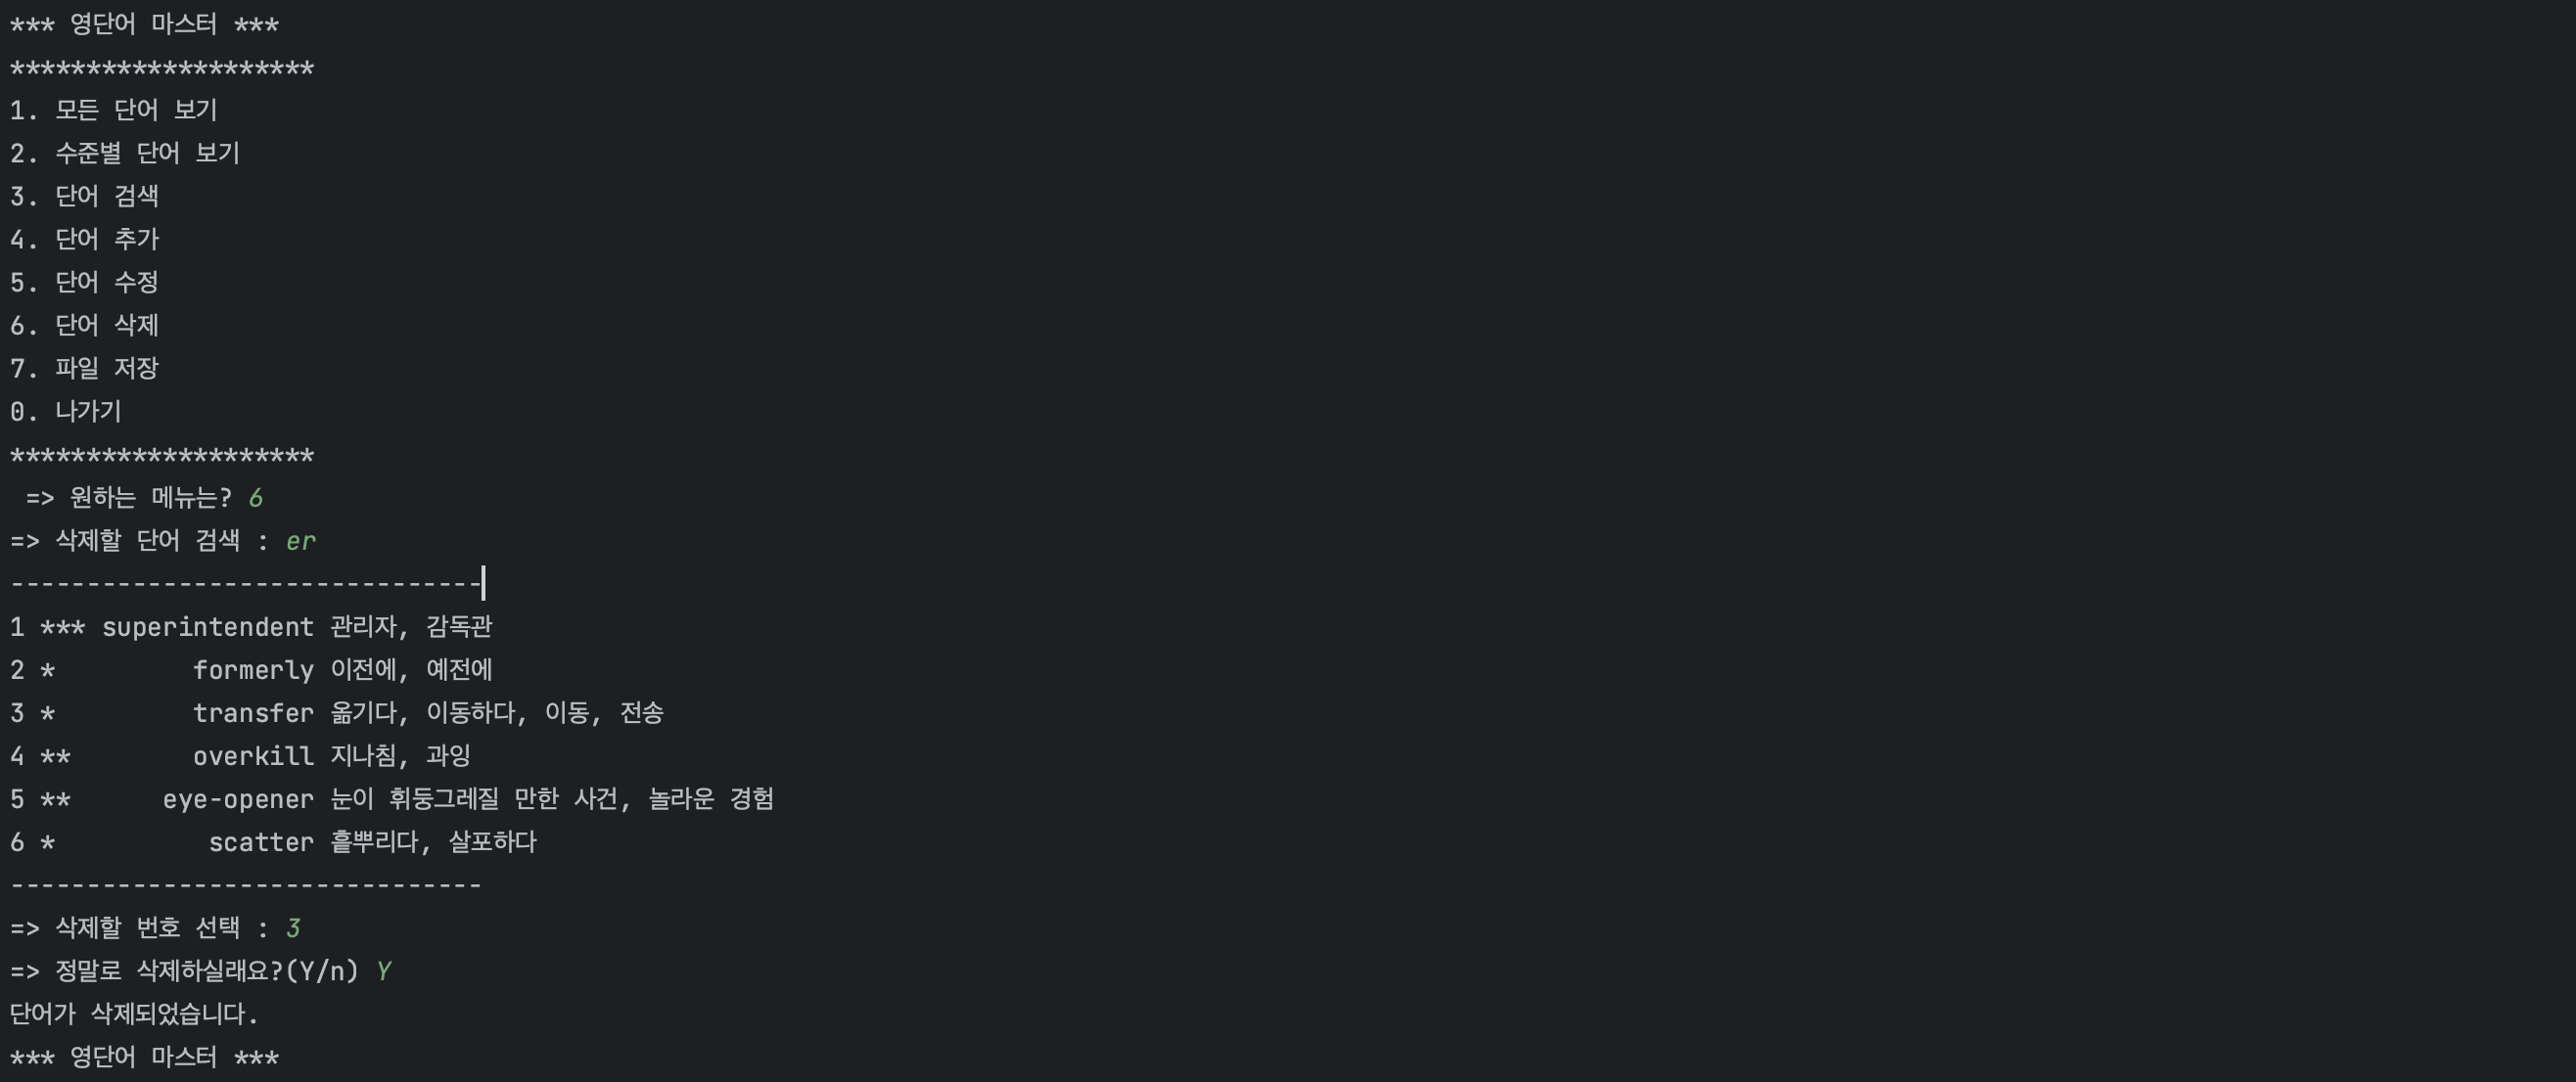 *** 영단어 마스터 ***
********************
1. 모든 단어 보기
2. 수준별 단어 보기
3. 단어 검색
4. 단어 추가
5. 단어 수정
6. 단어 삭제
7. 파일 저장
0. 나가기
********************
=> 원하는 메뉴는? 6
=> 삭제할 단어 검색 : er
-------------------------------
1 *** superintendent 관리자, 감독관
2 *         formerly 이전에, 예전에
3 *         transfer 옮기다, 이동하다, 이동, 전송
4 **        overkill 지나침, 과잉
5 **      eye-opener 눈이 휘둥그레질 만한 사건, 놀라운 경험
6 *          scatter 흩뿌리다, 살포하다
-------------------------------
=> 삭제할 번호 선택 : 3
=> 정말로 삭제하실래요?(Y/n) Y
단어가 삭제되었습니다.
*** 영단어 마스터 ***